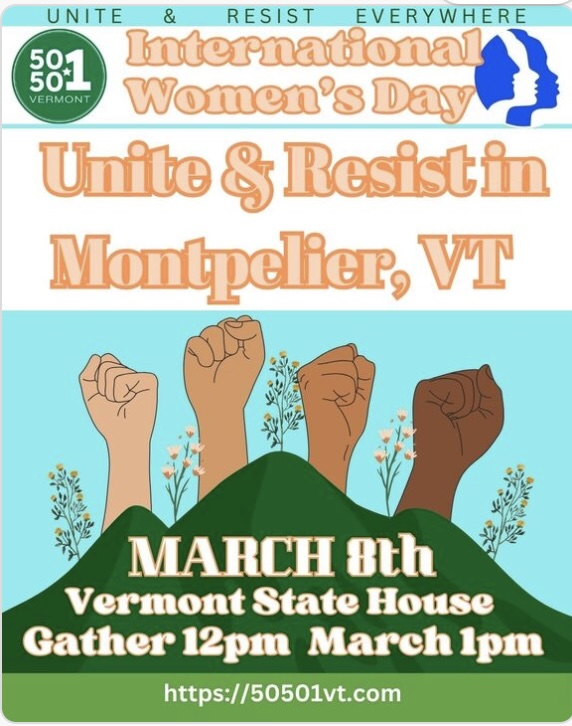 UNITE & RESIST EVERYWHERE
50
50★1
VERMONT
International
Women's Day
Unite & Resist in
Montpelier, VT
MARCH 8th
Vermont State House
Gather 12pm March 1pm
https://50501vt.com